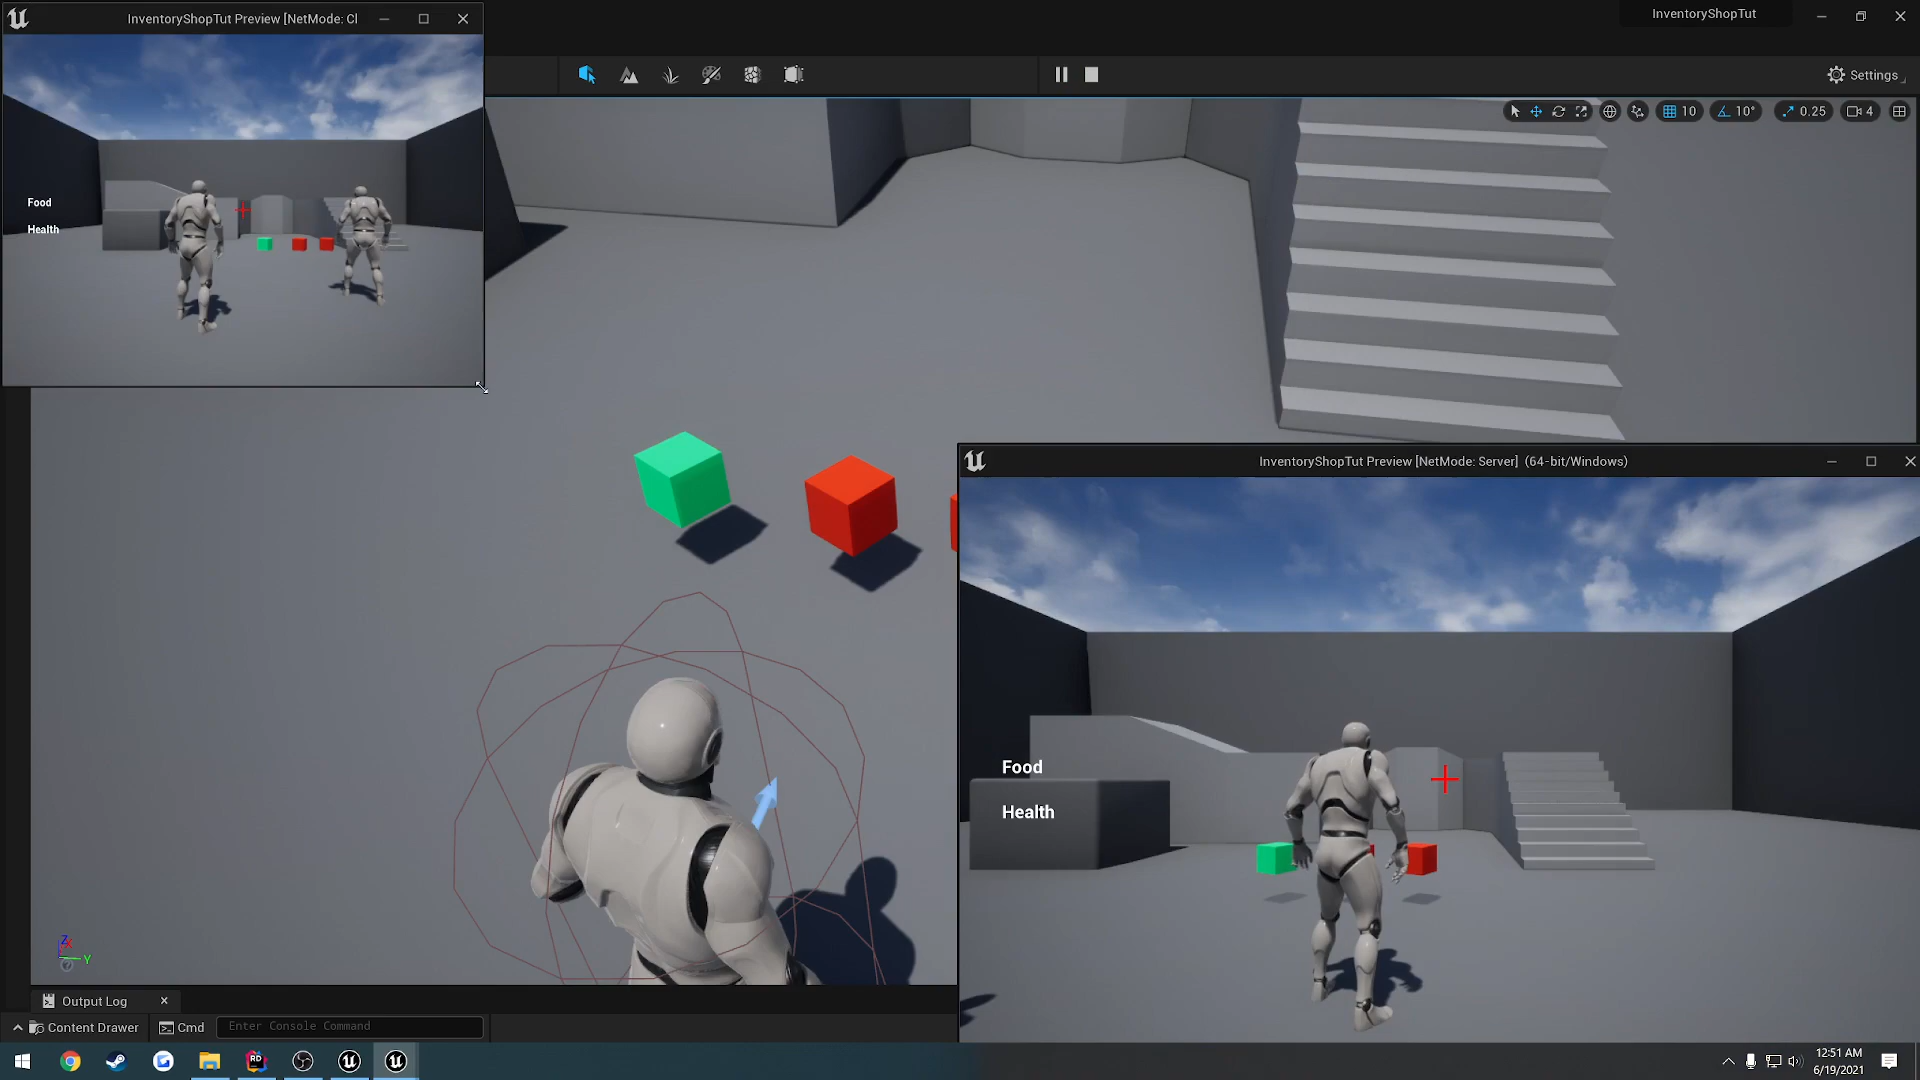 InventoryShopTut Preview [NetMode: Cl
InventoryShopTut
Settings
10
10°
0.25
4
Food
Health
InventoryShopTut Preview [NetMode: Server] (64-bit/Windows)
Food
Health
Z
X
Y
Output Log
Content Drawer
Cmd
Enter Console Command
RD
12:51 AM
6/19/2021